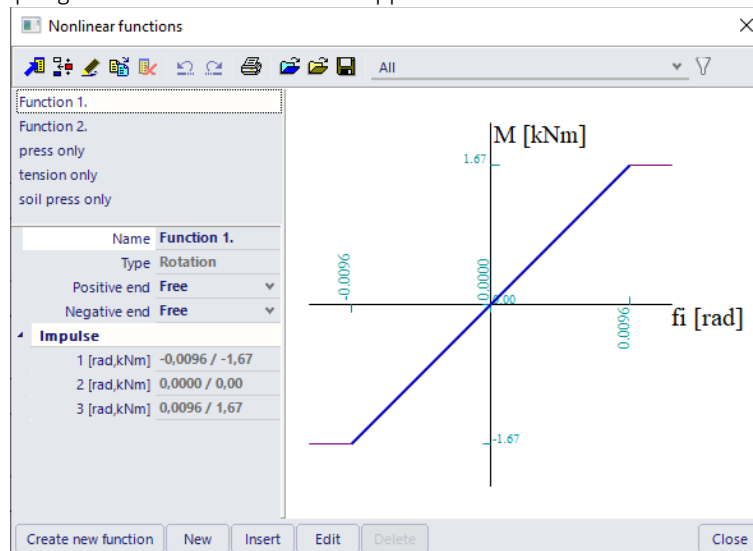 Nonlinear functions
All
Function 1.
Function 2.
press only
tension only
soil press only
Name Function 1.
Type Rotation
Positive end Free
Negative end Free
Impulse
1 [rad,kNm] -0,0096 / -1,67
2 [rad,kNm] 0,0000 / 0,00
3 [rad,kNm] 0,0096 / 1,67
M [kNm]
1.67
-0.0096
0.0000
0.00
0.0096
fi [rad]
-1.67
Create new function New Insert Edit Delete Close